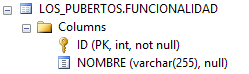 LOS_PUBERTOS.FUNCIONALIDAD
Columns
ID (PK, int, not null)
NOMBRE (varchar(255), null)